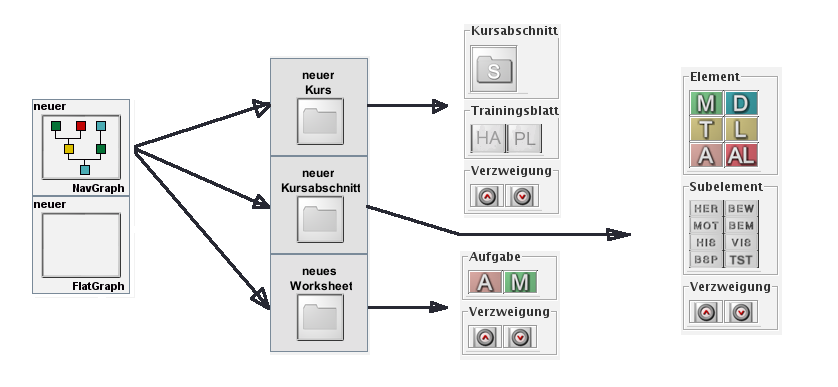 neuer
NavGraph
neuer
FlatGraph
neuer
Kurs
neuer
Kursabschnitt
neues
Worksheet
Kursabschnitt
S
Trainingsblatt
HA PL
Verzweigung
Aufgabe
A M
Verzweigung
Element
M D
T L
A AL
Subelement
HER BEW
MOT BEM
HIS VIS
BSP TST
Verzweigung